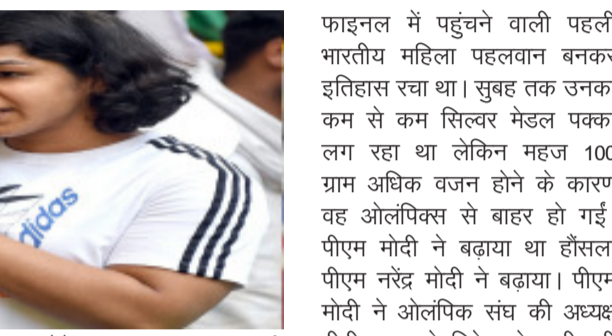 adidas
फाइनल में पहुंचने वाली पहली
भारतीय महिला पहलवान बनकर
इतिहास रचा था। सुबह तक उनका
कम से कम सिल्वर मेडल पक्का
लग रहा था लेकिन महज 100
ग्राम अधिक वजन होने के कारण
वह ओलंपिक्स से बाहर हो गईं
पीएम मोदी ने बढ़ाया था हौंसला
पीएम नरेंद्र मोदी ने बढ़ाया। पीएम
मोदी ने ओलंपिक संघ की अध्यक्ष